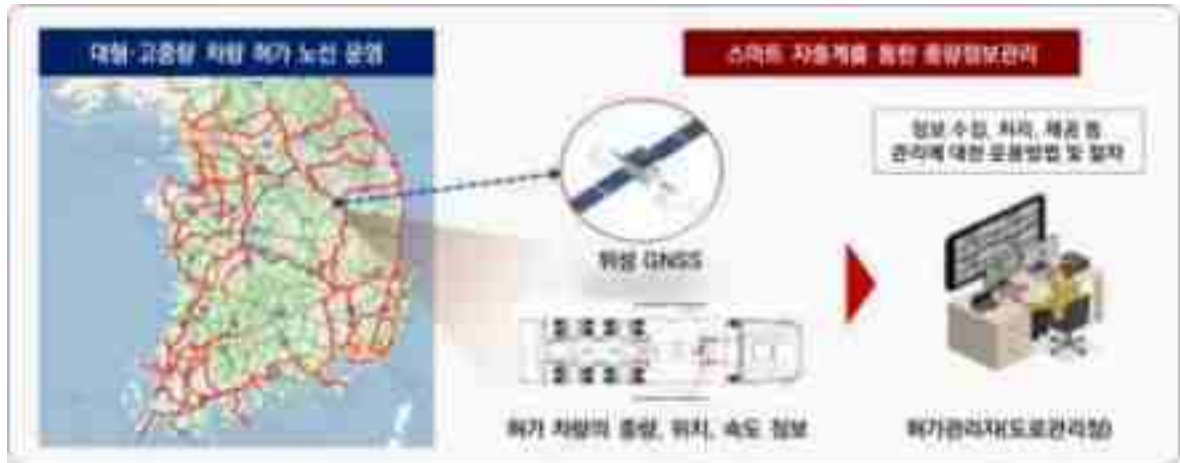 대형·고중량 차량 허가 노선 운영
스마트 자중계를 통한 중량정보관리
정보 수집, 처리, 제공 등
관리에 대한 운용방법 및 절차
위성 GNSS
허가 차량의 중량, 위치, 속도 정보
허가관리자(도로관리청)